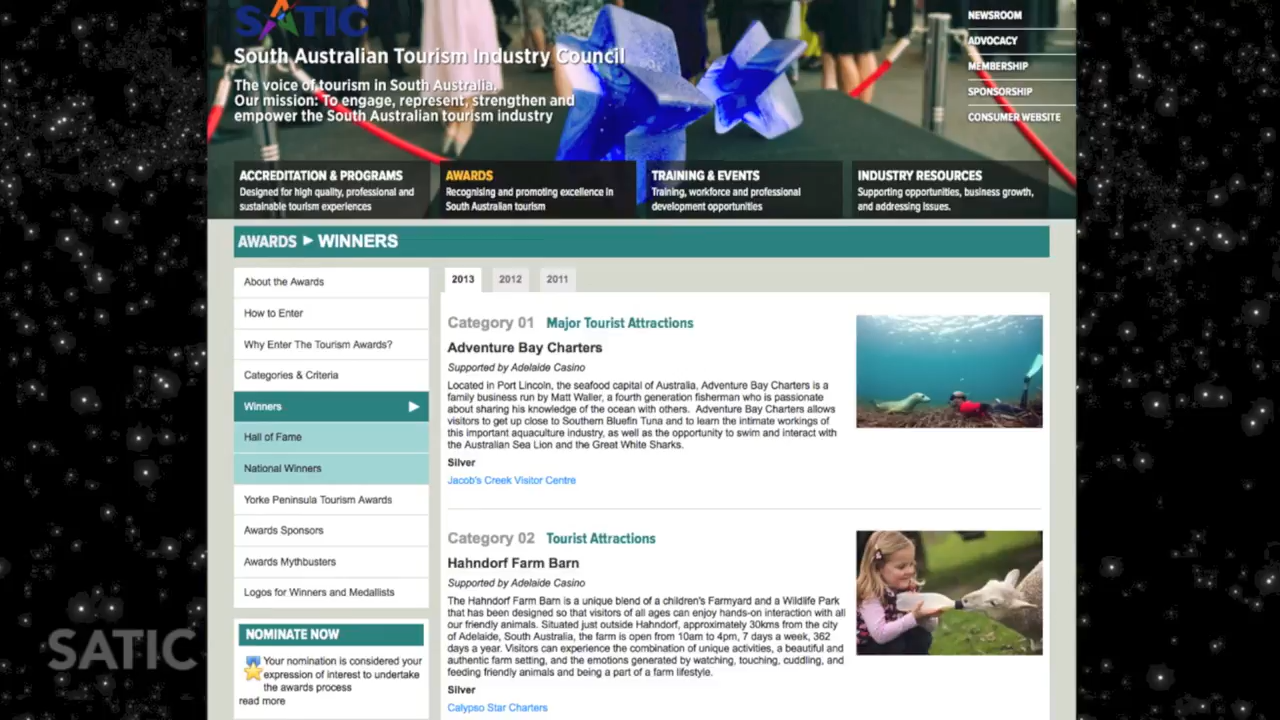 SATIC
South Australian Tourism Industry Council
The voice of tourism in South Australia.
Our mission: To engage, represent, strengthen and
empower the South Australian tourism industry
NEWSROOM
ADVOCACY
MEMBERSHIP
SPONSORSHIP
CONSUMER WEBSITE
ACCREDITATION & PROGRAMS
Designed for high quality, professional and
sustainable tourism experiences
AWARDS
Recognising and promoting excellence in
South Australian tourism
TRAINING & EVENTS
Training, workforce and professional
development opportunities
INDUSTRY RESOURCES
Supporting opportunities, business growth,
and addressing issues.
AWARDS ► WINNERS
About the Awards
How to Enter
Why Enter The Tourism Awards?
Categories & Criteria
Winners
Hall of Fame
National Winners
Yorke Peninsula Tourism Awards
Awards Sponsors
Awards Mythbusters
Logos for Winners and Medallists
NOMINATE NOW
Your nomination is considered your
expression of interest to undertake
the awards process
read more
2013 2012 2011
Category 01 Major Tourist Attractions
Adventure Bay Charters
Supported by Adelaide Casino
Located in Port Lincoln, the seafood capital of Australia, Adventure Bay Charters is a
family business run by Matt Waller, a fourth generation fisherman who is passionate
about sharing his knowledge of the ocean with others. Adventure Bay Charters allows
visitors to get up close to Southern Bluefin Tuna and to learn the intimate workings of
this important aquaculture industry, as well as the opportunity to swim and interact with
the Australian Sea Lion and the Great White Sharks.
Silver
Jacob's Creek Visitor Centre
Category 02 Tourist Attractions
Hahndorf Farm Barn
Supported by Adelaide Casino
The Hahndorf Farm Barn is a unique blend of a children's Farmyard and a Wildlife Park
that has been designed so that visitors of all ages can enjoy hands-on interaction with all
our friendly animals. Situated just outside Hahndorf, approximately 30kms from the city
of Adelaide, South Australia, the farm is open from 10am to 4pm, 7 days a week, 362
days a year. Visitors can experience the combination of unique activities, a beautiful and
authentic farm setting, and the emotions generated by watching, touching, cuddling, and
feeding friendly animals and being a part of a farm lifestyle.
Silver
Calypso Star Charters
SATIC